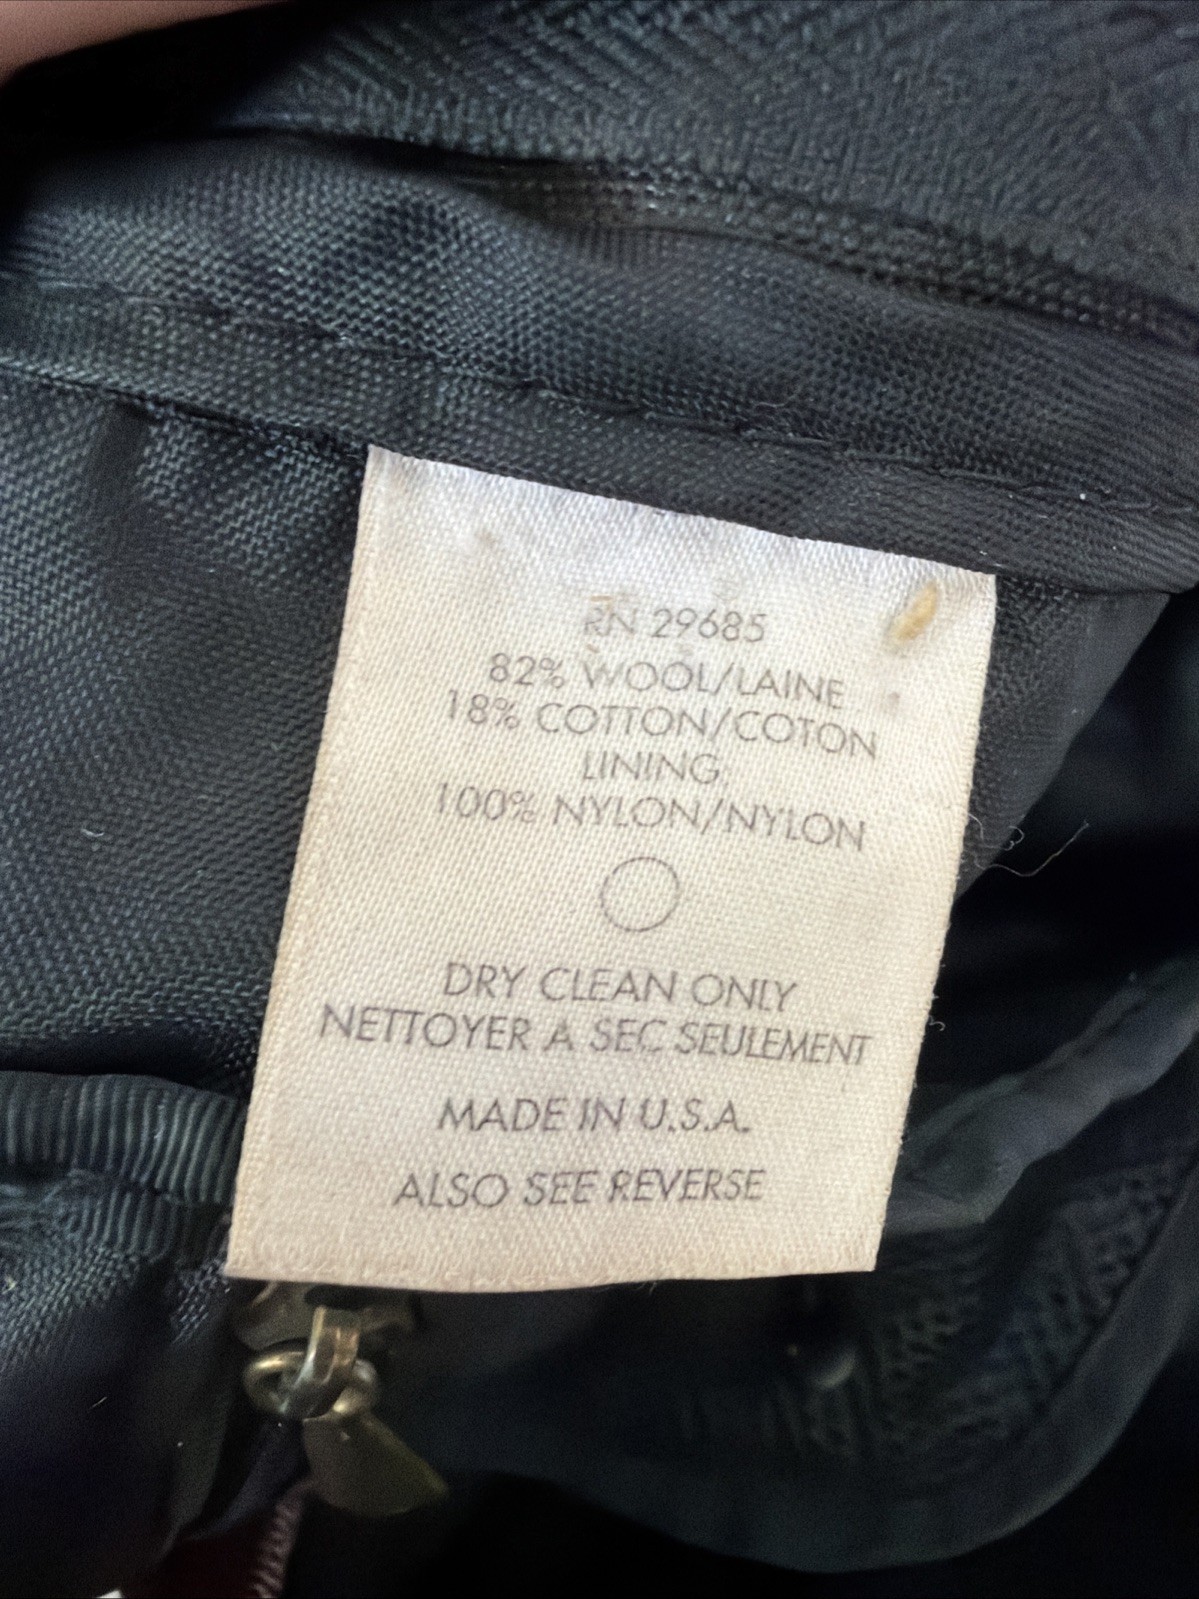 RN 29685
82% WOOL/LAINE
18% COTTON/COTON
LINING;
100% NYLON/NYLON
DRY CLEAN ONLY
NETTOYER A SEC SEULEMENT
MADE IN U.S.A.
ALSO SEE REVERSE